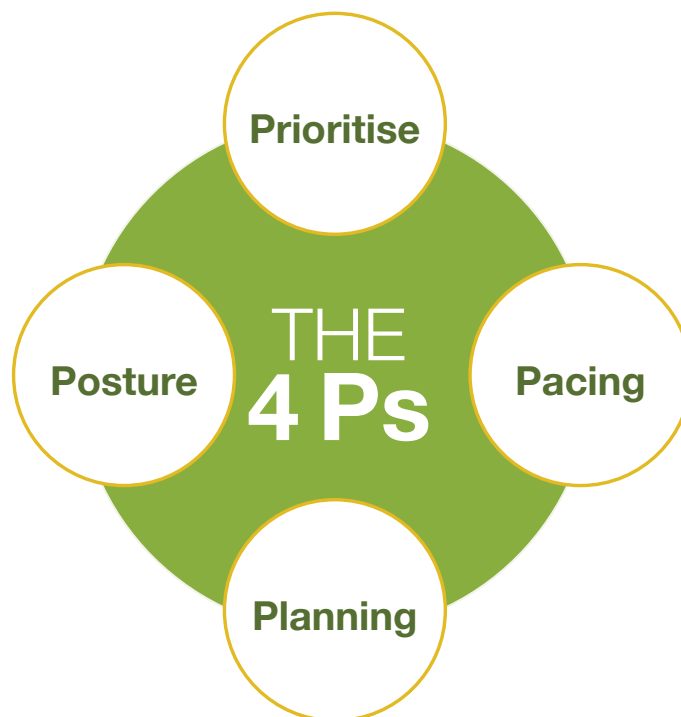 Prioritise
THE
4 Ps
Posture
Pacing
Planning